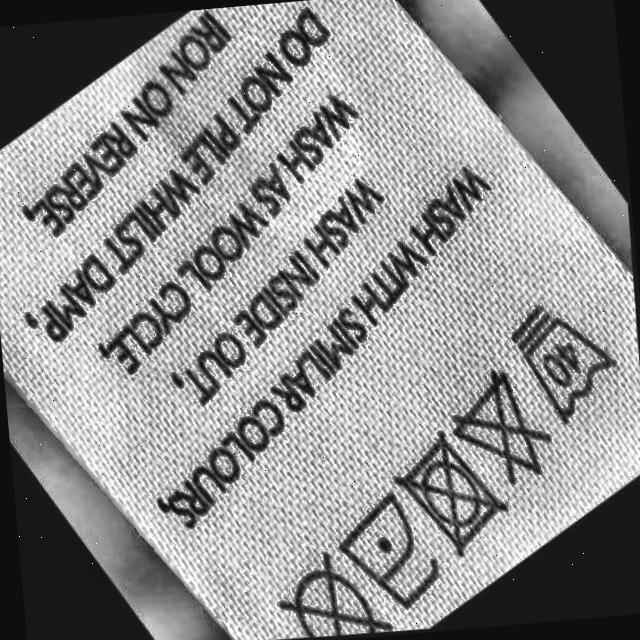 40
WASH WITH SIMILAR COLOURS,
WASH INSIDE OUT,
WASH AS WOOL CYCLE,
DO NOT PILE WHILST DAMP,
IRON ON REVERSE,